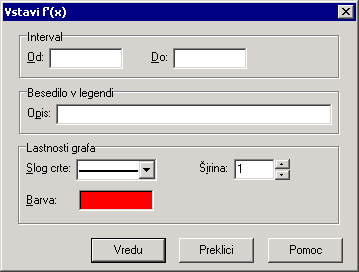 Vstavi f'(x)
Interval
Od:
Do:
Besedilo v legendi
Opis:
Lastnosti grafa
Slog crte:
Širina: 1
Barva:
Vredu
Preklici
Pomoc